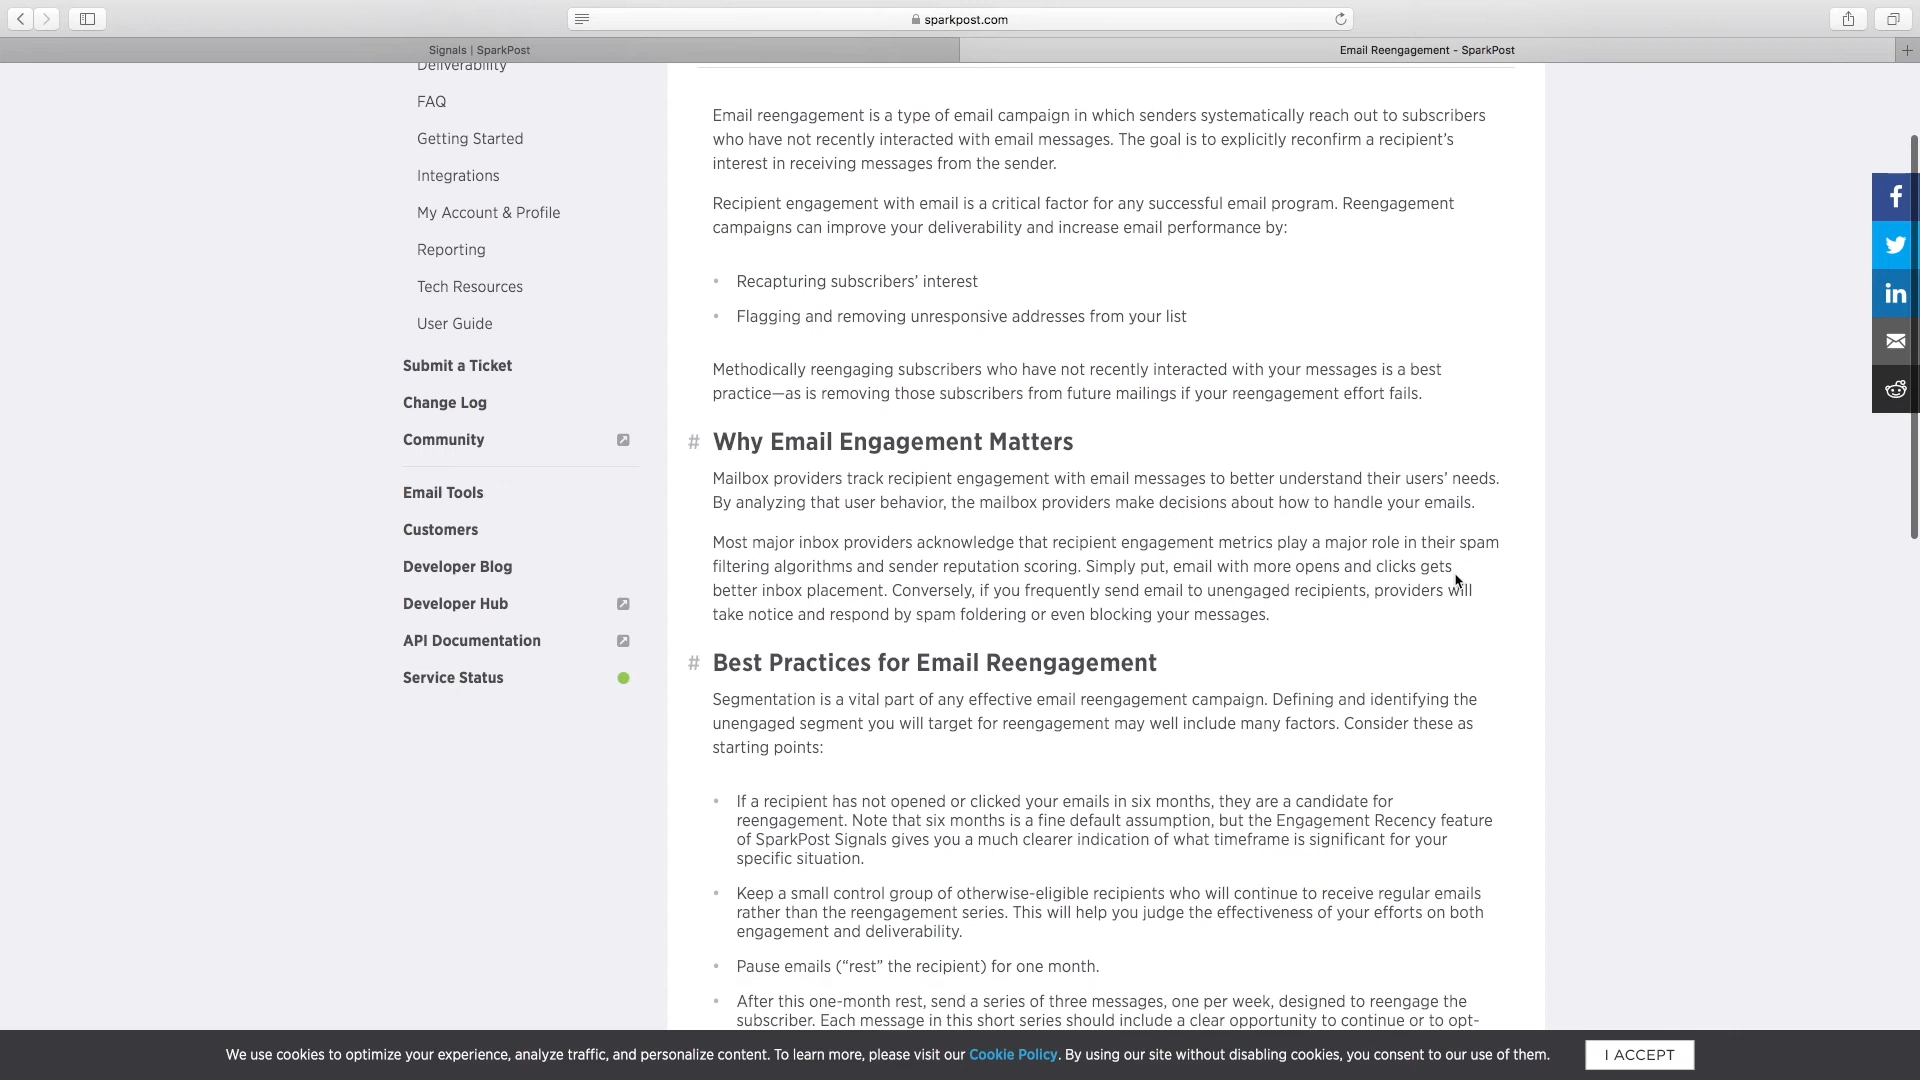 sparkpost.com
Signals | SparkPost
Email Reengagement - SparkPost
Deliverability
FAQ
Getting Started
Integrations
My Account & Profile
Reporting
Tech Resources
User Guide
Submit a Ticket
Change Log
Community
Email Tools
Customers
Developer Blog
Developer Hub
API Documentation
Service Status
Email reengagement is a type of email campaign in which senders systematically reach out to subscribers
who have not recently interacted with email messages. The goal is to explicitly reconfirm a recipient’s
interest in receiving messages from the sender.
Recipient engagement with email is a critical factor for any successful email program. Reengagement
campaigns can improve your deliverability and increase email performance by:
• Recapturing subscribers’ interest
• Flagging and removing unresponsive addresses from your list
Methodically reengaging subscribers who have not recently interacted with your messages is a best
practice—as is removing those subscribers from future mailings if your reengagement effort fails.
# Why Email Engagement Matters
Mailbox providers track recipient engagement with email messages to better understand their users’ needs.
By analyzing that user behavior, the mailbox providers make decisions about how to handle your emails.
Most major inbox providers acknowledge that recipient engagement metrics play a major role in their spam
filtering algorithms and sender reputation scoring. Simply put, email with more opens and clicks gets
better inbox placement. Conversely, if you frequently send email to unengaged recipients, providers will
take notice and respond by spam foldering or even blocking your messages.
# Best Practices for Email Reengagement
Segmentation is a vital part of any effective email reengagement campaign. Defining and identifying the
unengaged segment you will target for reengagement may well include many factors. Consider these as
starting points:
• If a recipient has not opened or clicked your emails in six months, they are a candidate for
reengagement. Note that six months is a fine default assumption, but the Engagement Recency feature
of SparkPost Signals gives you a much clearer indication of what timeframe is significant for your
specific situation.
• Keep a small control group of otherwise-eligible recipients who will continue to receive regular emails
rather than the reengagement series. This will help you judge the effectiveness of your efforts on both
engagement and deliverability.
• Pause emails (“rest” the recipient) for one month.
• After this one-month rest, send a series of three messages, one per week, designed to reengage the
subscriber. Each message in this short series should include a clear opportunity to continue or to opt-
We use cookies to optimize your experience, analyze traffic, and personalize content. To learn more, please visit our Cookie Policy. By using our site without disabling cookies, you consent to our use of them.
I ACCEPT